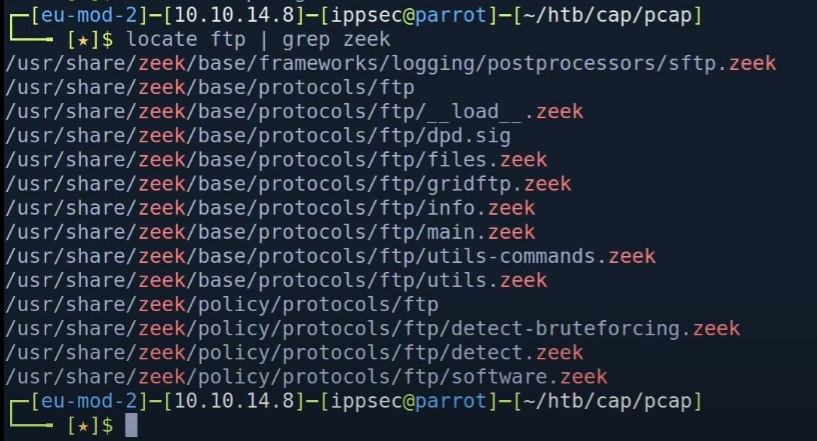 ┌─[eu-mod-2]─[10.10.14.8]─[ippsec@parrot]─[~/htb/cap/pcap]
└── [★]$ locate ftp | grep zeek
/usr/share/zeek/base/frameworks/logging/postprocessors/sftp.zeek
/usr/share/zeek/base/protocols/ftp
/usr/share/zeek/base/protocols/ftp/__load__.zeek
/usr/share/zeek/base/protocols/ftp/dpd.sig
/usr/share/zeek/base/protocols/ftp/files.zeek
/usr/share/zeek/base/protocols/ftp/gridftp.zeek
/usr/share/zeek/base/protocols/ftp/info.zeek
/usr/share/zeek/base/protocols/ftp/main.zeek
/usr/share/zeek/base/protocols/ftp/utils-commands.zeek
/usr/share/zeek/base/protocols/ftp/utils.zeek
/usr/share/zeek/policy/protocols/ftp
/usr/share/zeek/policy/protocols/ftp/detect-bruteforcing.zeek
/usr/share/zeek/policy/protocols/ftp/detect.zeek
/usr/share/zeek/policy/protocols/ftp/software.zeek
┌─[eu-mod-2]─[10.10.14.8]─[ippsec@parrot]─[~/htb/cap/pcap]
└── [★]$